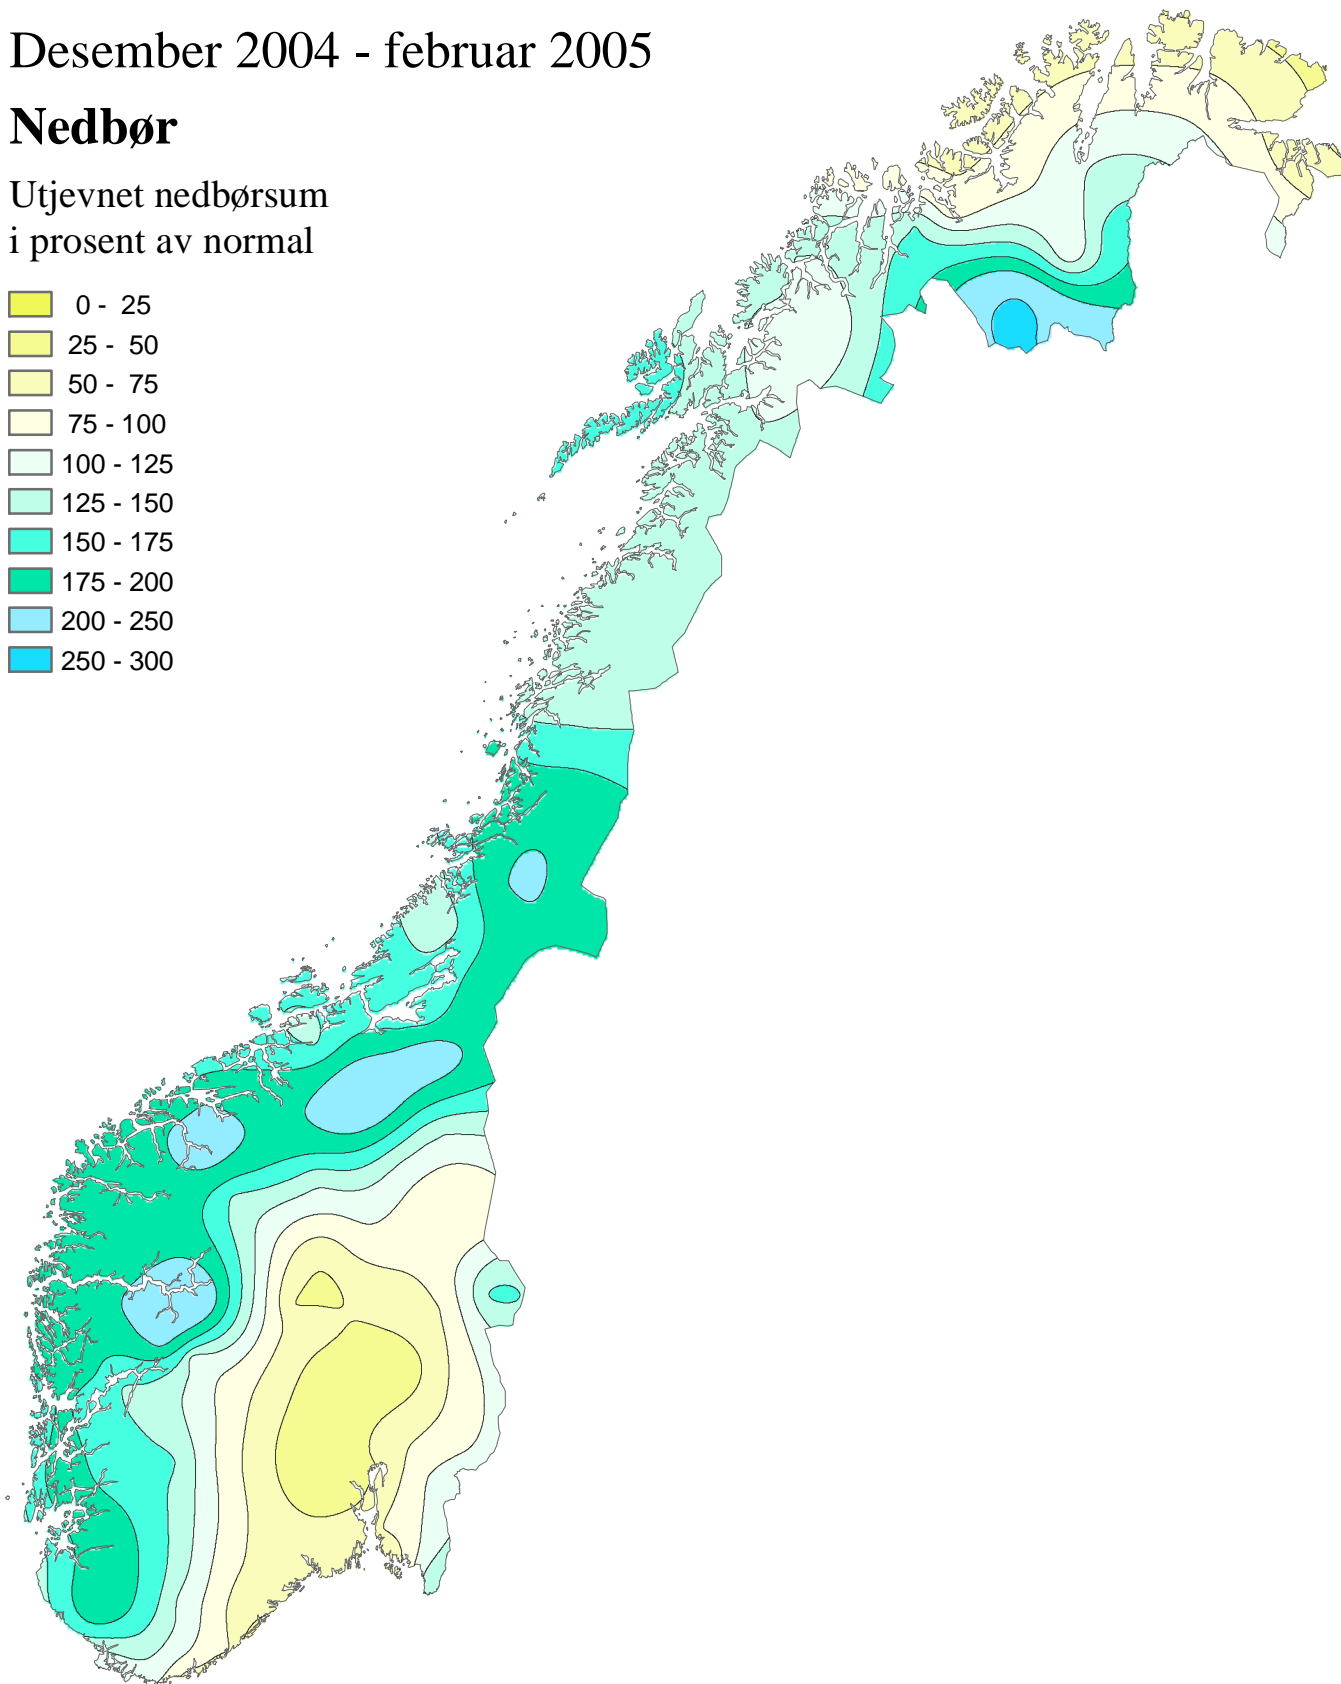 Desember 2004 - februar 2005
Nedbør
Utjevnet nedbørsum
i prosent av normal
0 - 25
25 - 50
50 - 75
75 - 100
100 - 125
125 - 150
150 - 175
175 - 200
200 - 250
250 - 300